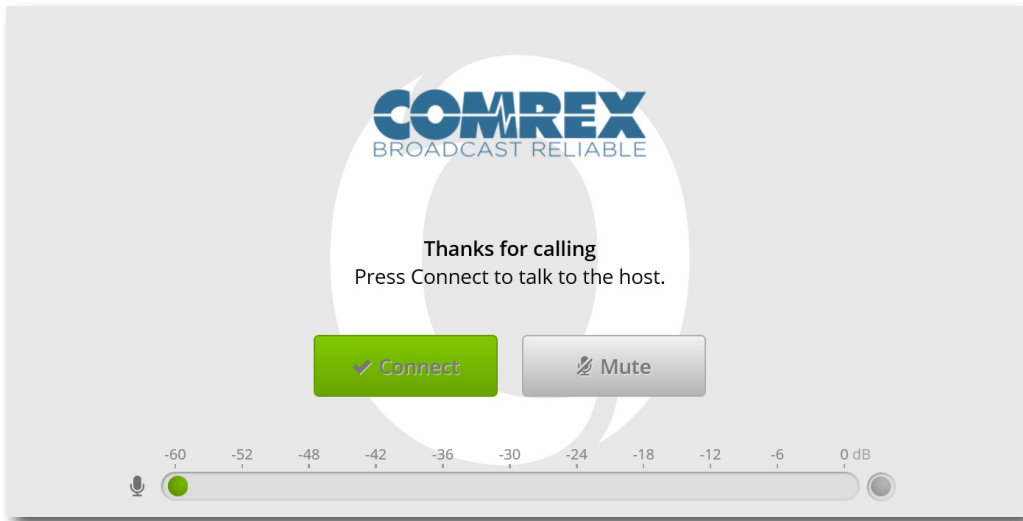 COMREX
BROADCAST RELIABLE
Thanks for calling
Press Connect to talk to the host.
Connect Mute
-60 -52 -48 -42 -36 -30 -24 -18 -12 -6 0 dB